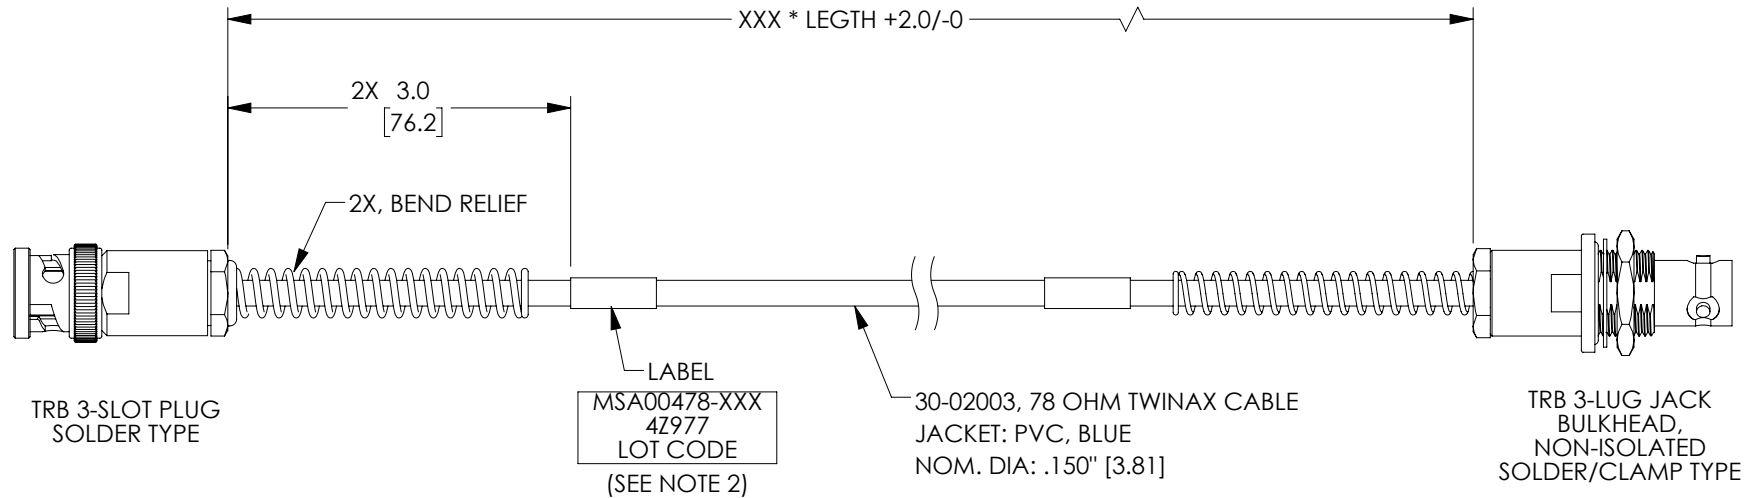 XXX * LEGTH +2.0/-0
2X 3.0
[76.2]
2X, BEND RELIEF
LABEL
MSA00478-XXX
4Z977
LOT CODE
(SEE NOTE 2)
30-02003, 78 OHM TWINAX CABLE
JACKET: PVC, BLUE
NOM. DIA: .150" [3.81]
TRB 3-SLOT PLUG
SOLDER TYPE
TRB 3-LUG JACK
BULKHEAD,
NON-ISOLATED
SOLDER/CLAMP TYPE